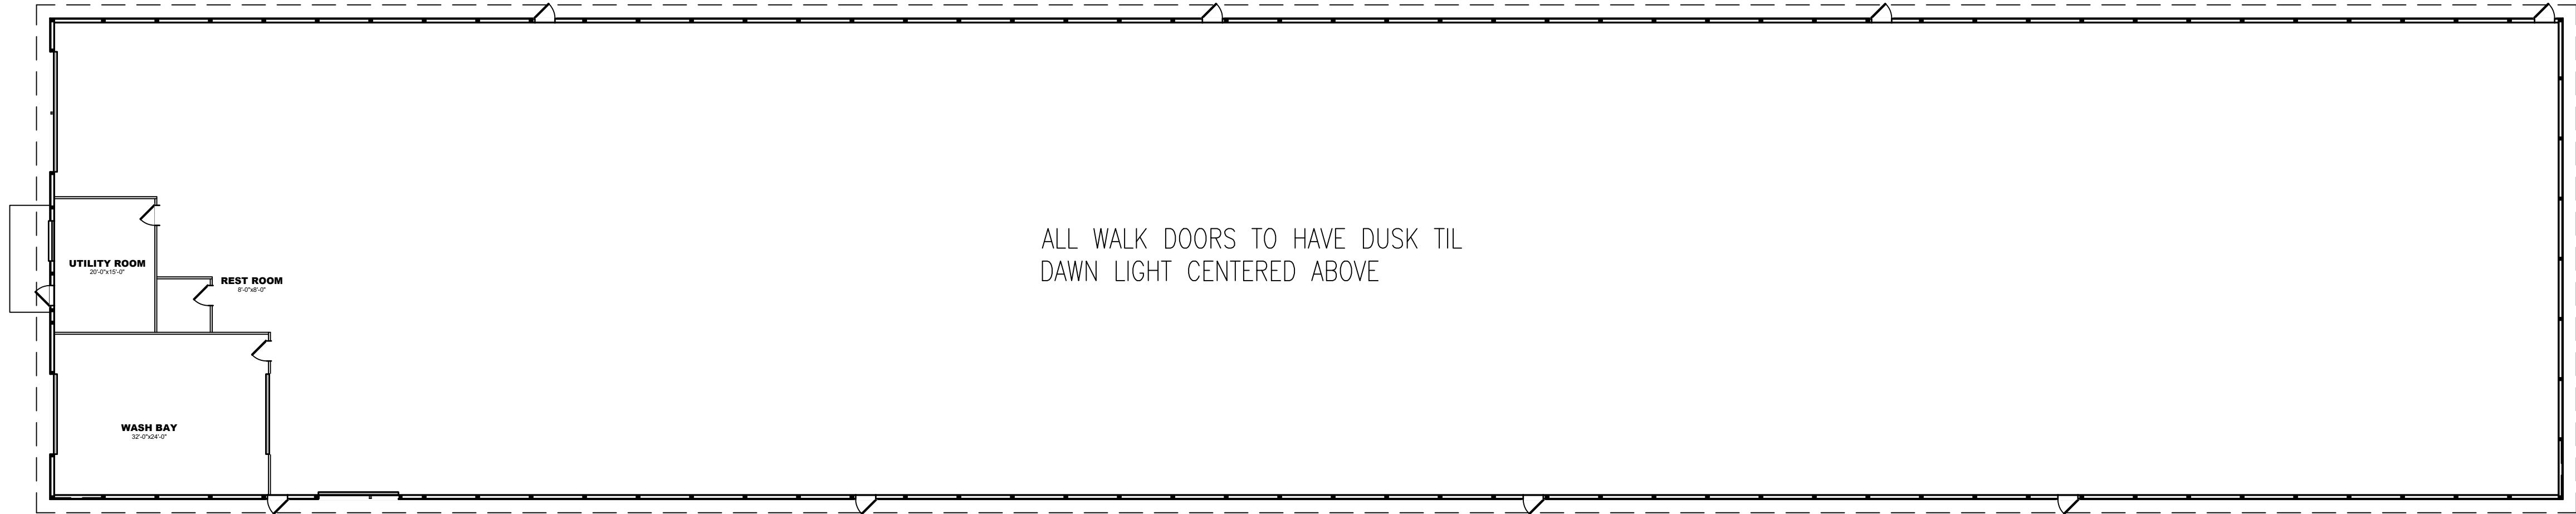 ALL WALK DOORS TO HAVE DUSK TIL
DAWN LIGHT CENTERED ABOVE
UTILITY ROOM
20'-0"x15'-0"
REST ROOM
8'-0"x8'-0"
WASH BAY
32'-0"x24'-0"